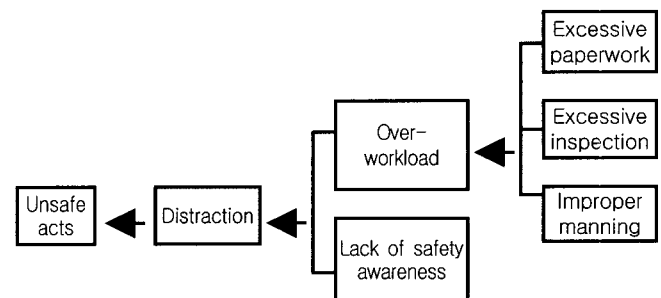 Excessive
paperwork
Over-
workload
Excessive
inspection
Unsafe
acts
Distraction
Improper
manning
Lack of safety
awareness